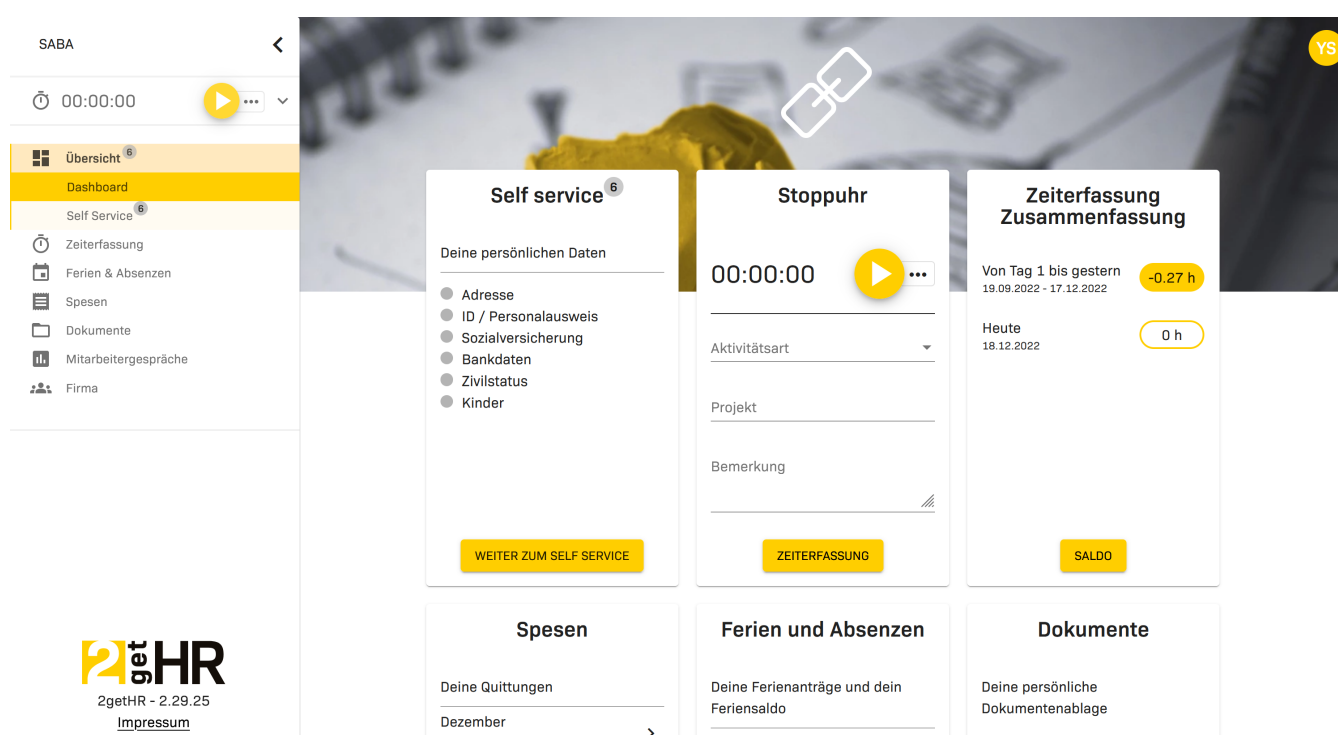 SABA
YS
00:00:00
Übersicht 6
Dashboard
Self Service 6
Zeiterfassung
Ferien & Absenzen
Spesen
Dokumente
Mitarbeitergespräche
Firma
2getHR
2getHR - 2.29.25
Impressum
Self service 6
Deine persönlichen Daten
Adresse
ID / Personalausweis
Sozialversicherung
Bankdaten
Zivilstatus
Kinder
WEITER ZUM SELF SERVICE
Stoppuhr
00:00:00
Aktivitätsart
Projekt
Bemerkung
ZEITERFASSUNG
Zeiterfassung
Zusammenfassung
Von Tag 1 bis gestern
19.09.2022 - 17.12.2022
-0.27 h
Heute
18.12.2022
0 h
SALDO
Spesen
Deine Quittungen
Dezember
Ferien und Absenzen
Deine Ferienanträge und dein
Feriensaldo
Dokumente
Deine persönliche
Dokumentenablage